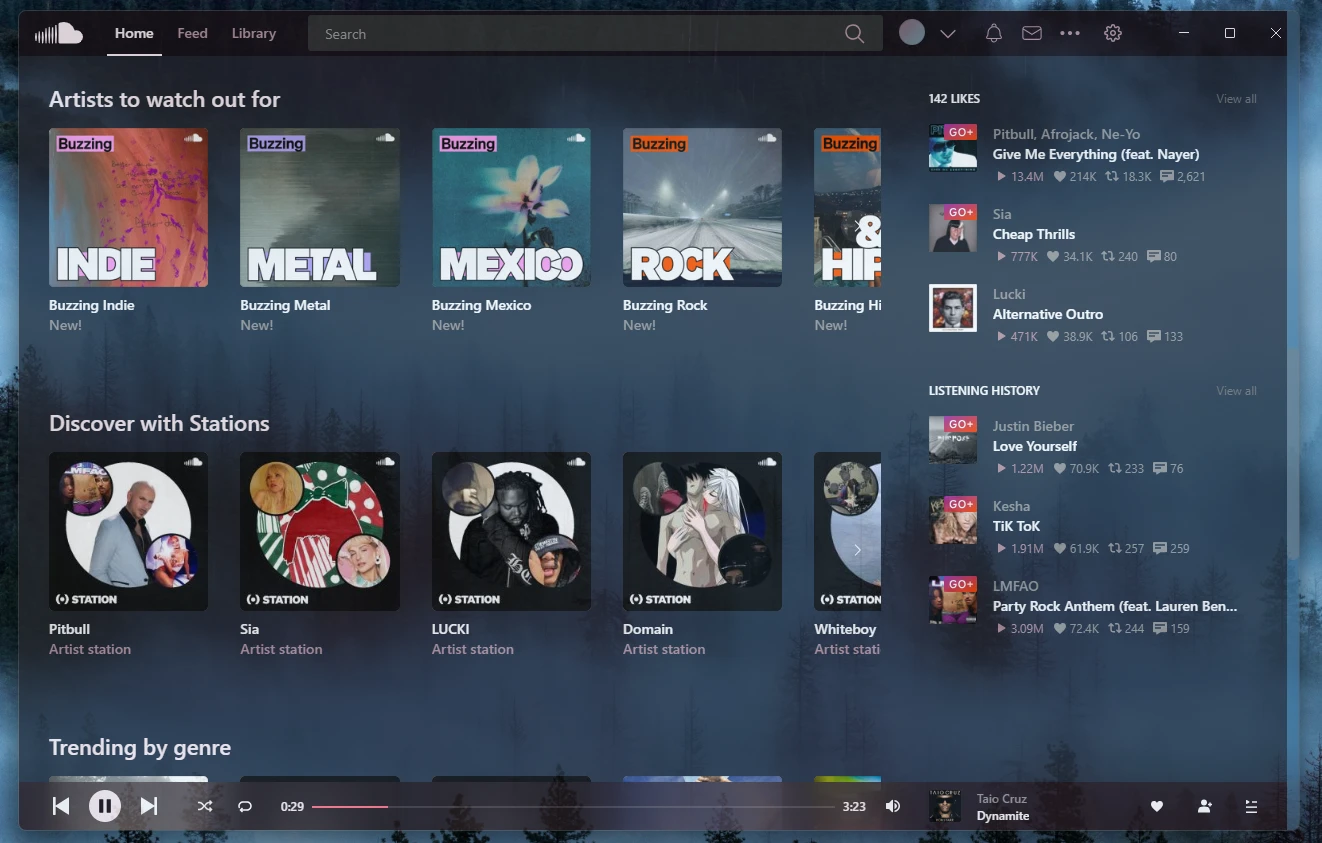 Home Feed Library Search
Artists to watch out for
Buzzing Buzzing Buzzing Buzzing Buzzing
INDIE METAL MEXICO ROCK & HIP
Buzzing Indie Buzzing Metal Buzzing Mexico Buzzing Rock Buzzing Hi
New! New! New! New! New!
Discover with Stations
STATION STATION STATION STATION STATION
Pitbull Sia LUCKI Domain Whiteboy
Artist station Artist station Artist station Artist station Artist stati
Trending by genre
142 LIKES View all
GO+ Pitbull, Afrojack, Ne-Yo
Give Me Everything (feat. Nayer)
13.4M 214K 18.3K 2,621
GO+ Sia
Cheap Thrills
777K 34.1K 240 80
Lucki
Alternative Outro
471K 38.9K 106 133
LISTENING HISTORY View all
GO+ Justin Bieber
Love Yourself
1.22M 70.9K 233 76
GO+ Kesha
TiK ToK
1.91M 61.9K 257 259
GO+ LMFAO
Party Rock Anthem (feat. Lauren Ben...
3.09M 72.4K 244 159
0:29 3:23
TAIO CRUZ
Taio Cruz
Dynamite